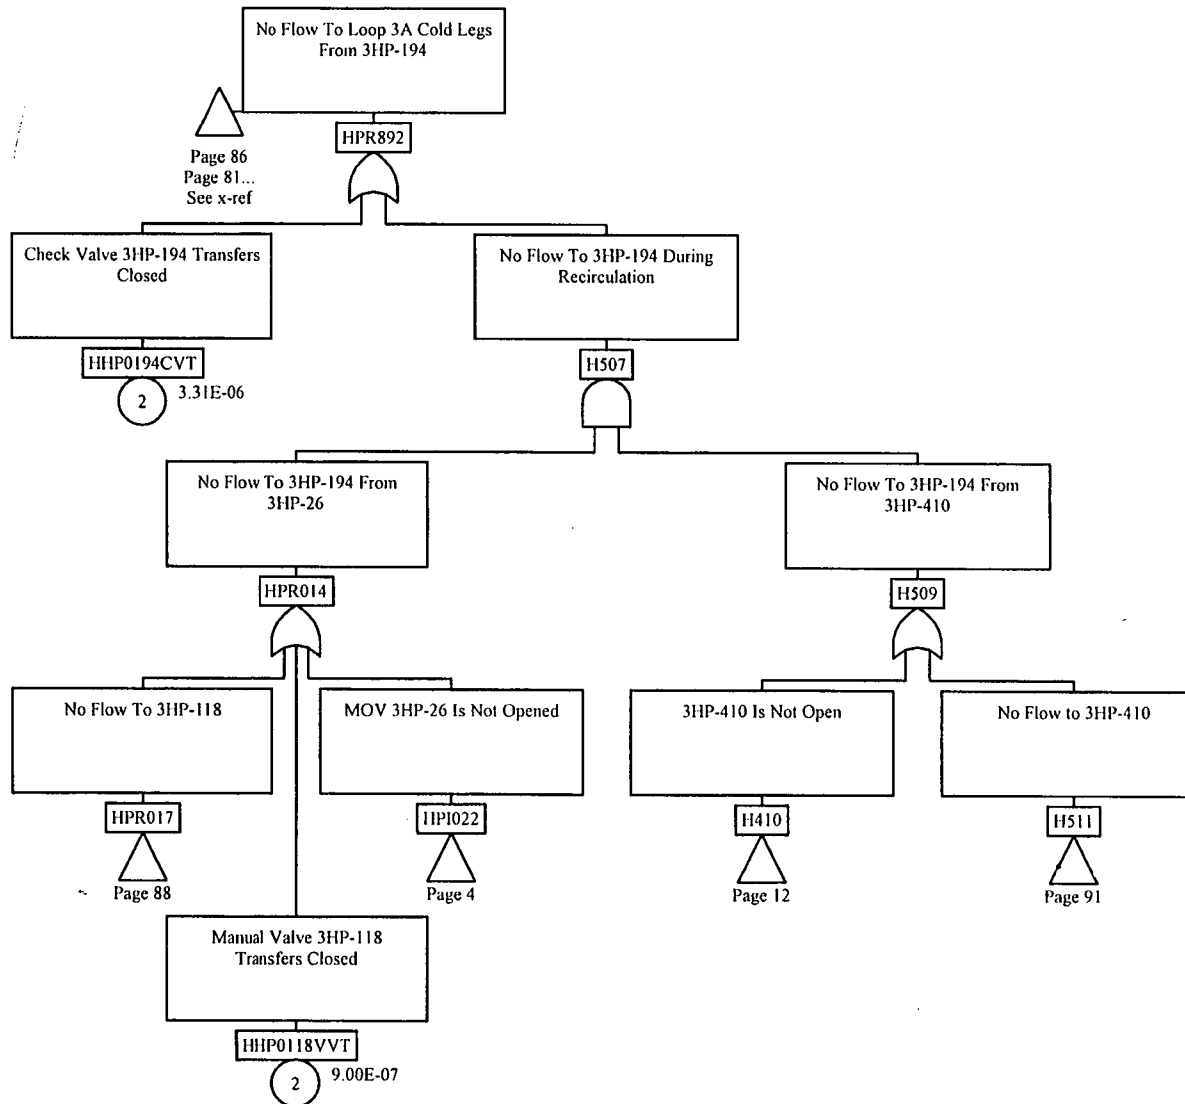 No Flow To Loop 3A Cold Legs
From 3HP-194
HPR892
Page 86
Page 81...
See x-ref
Check Valve 3HP-194 Transfers
Closed
HHP0194CVT
2
3.31E-06
No Flow To 3HP-194 During
Recirculation
H507
No Flow To 3HP-194 From
3HP-26
HPR014
No Flow To 3HP-194 From
3HP-410
H509
No Flow To 3HP-118
HPR017
Page 88
MOV 3HP-26 Is Not Opened
HPI022
Page 4
3HP-410 Is Not Open
H410
Page 12
No Flow to 3HP-410
H511
Page 91
Manual Valve 3HP-118
Transfers Closed
HHP0118VVT
2
9.00E-07